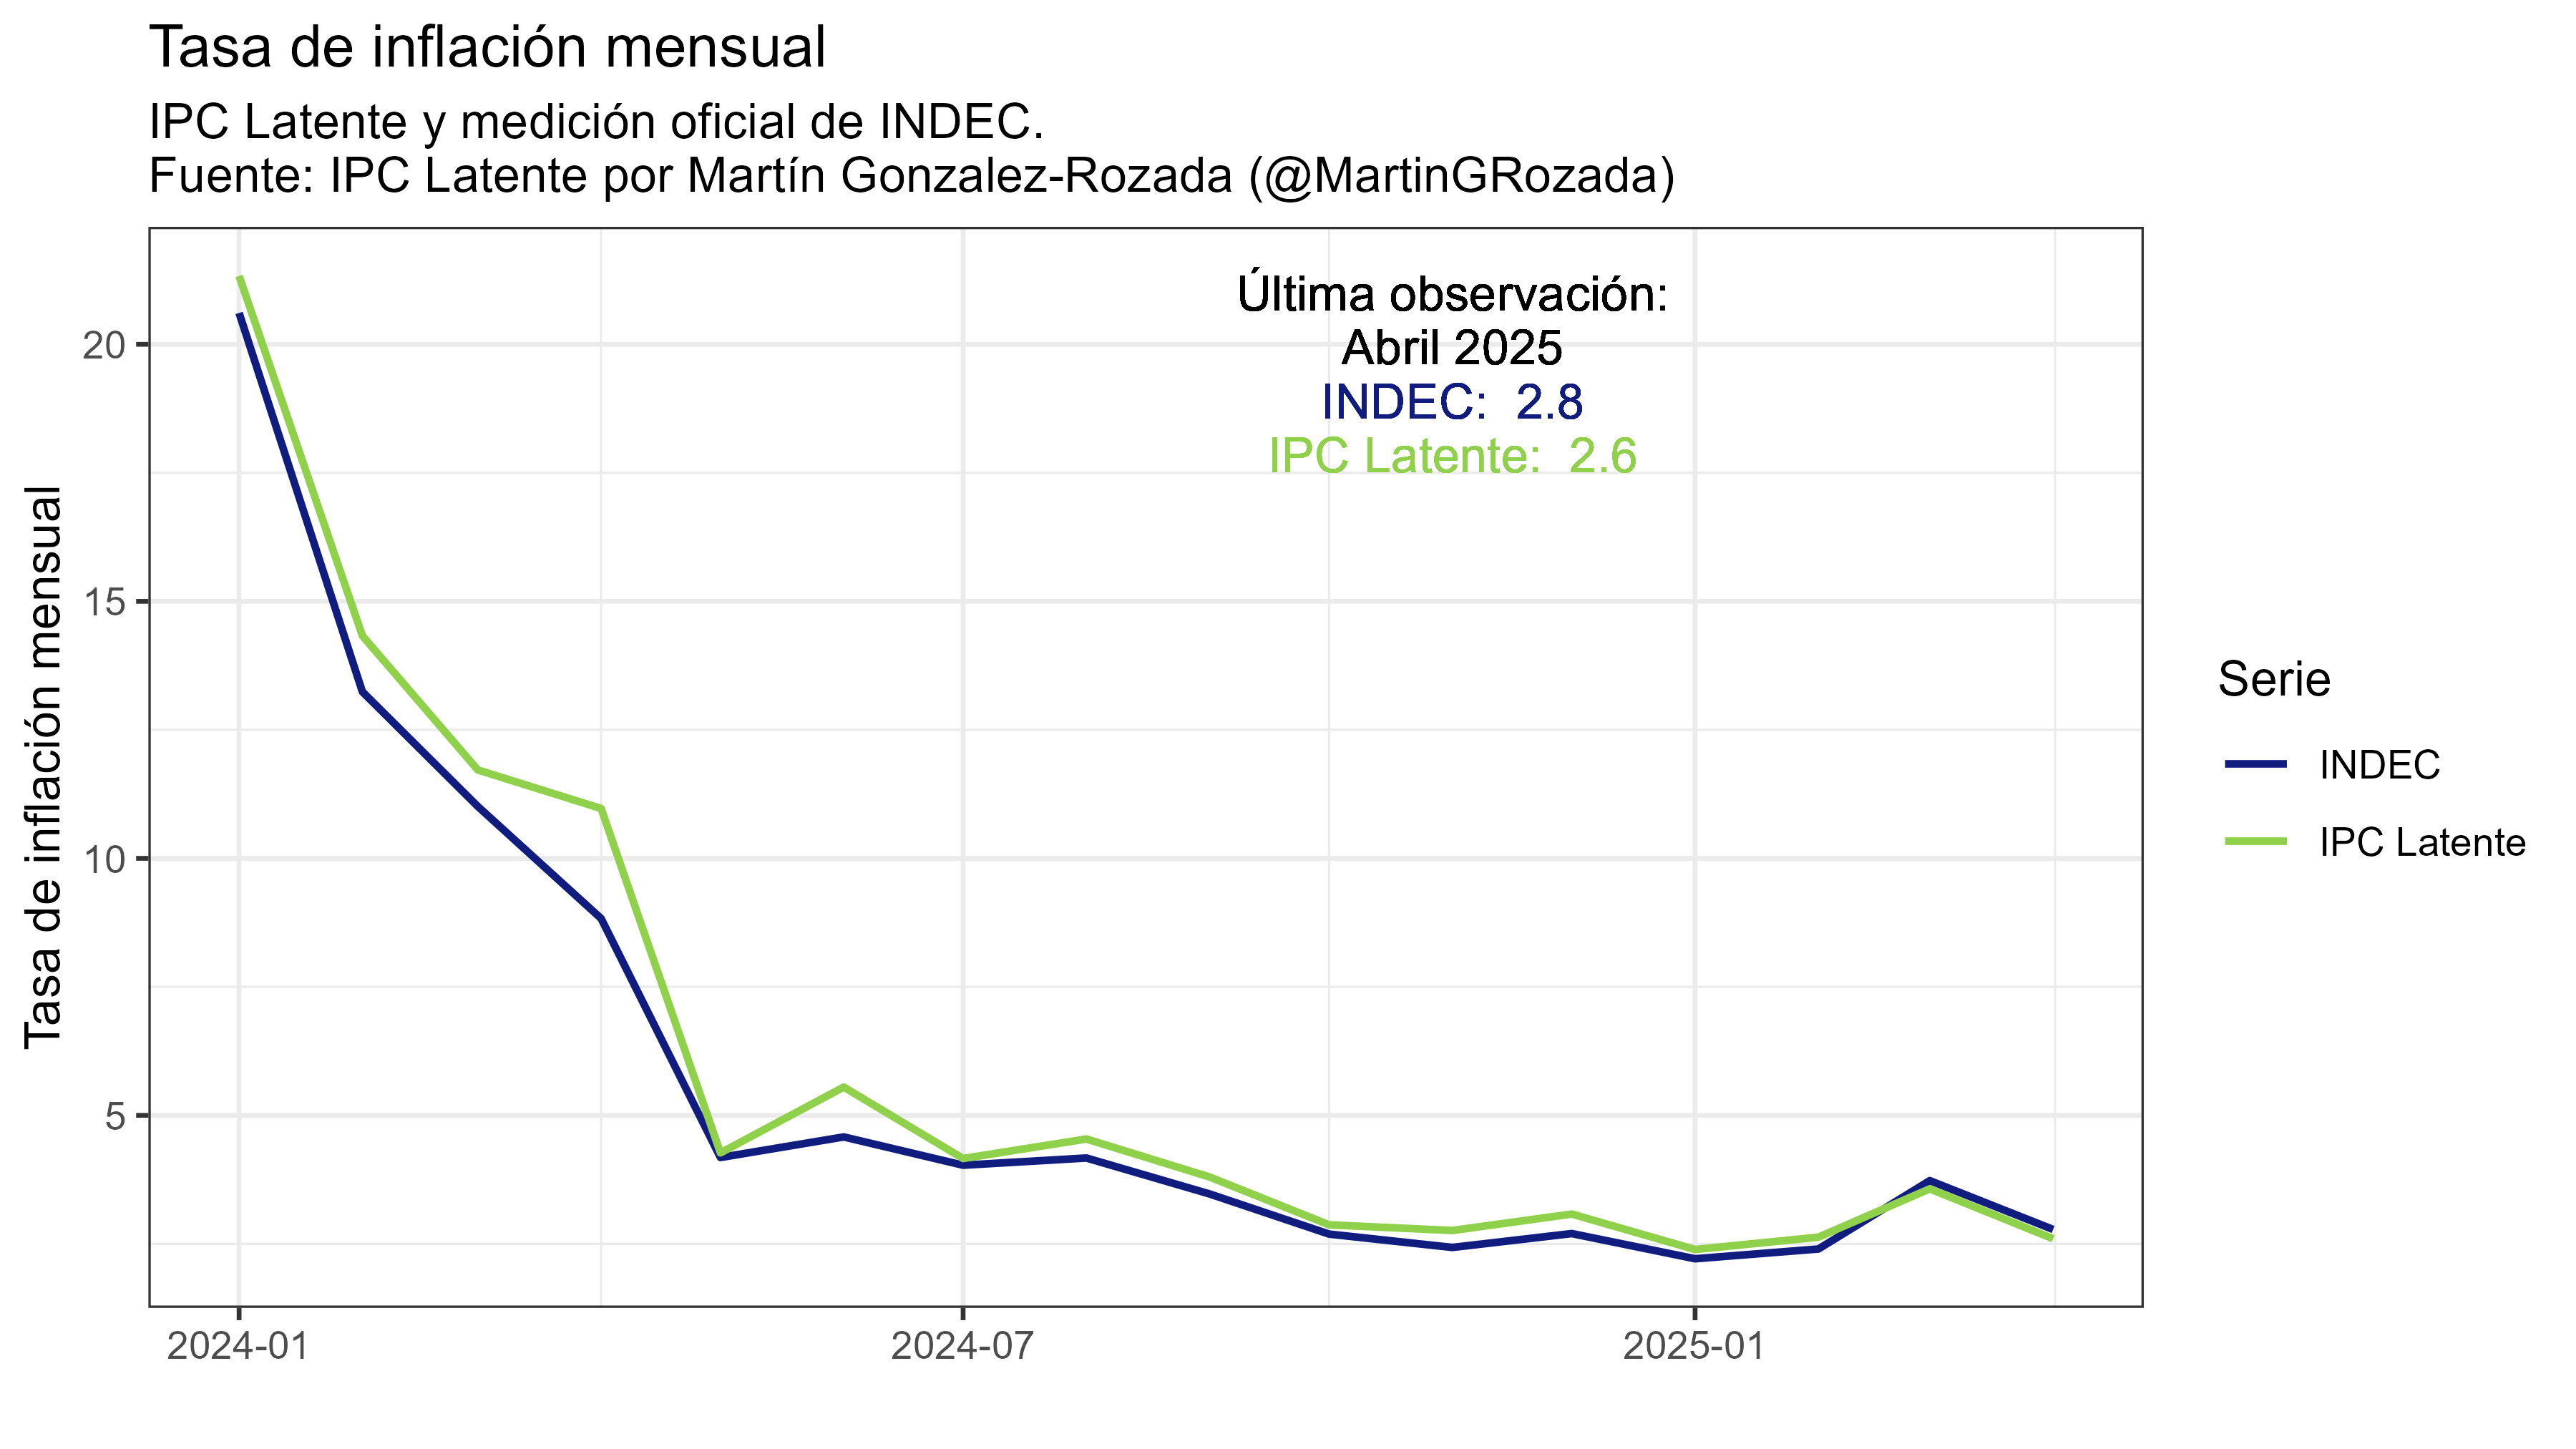 Tasa de inflación mensual
IPC Latente y medición oficial de INDEC.
Fuente: IPC Latente por Martín Gonzalez-Rozada (@MartinGRozada)
Última observación:
Abril 2025
INDEC: 2.8
IPC Latente: 2.6
Tasa de inflación mensual
20
15
10
5
2024-01
2024-07
2025-01
Serie
INDEC
IPC Latente